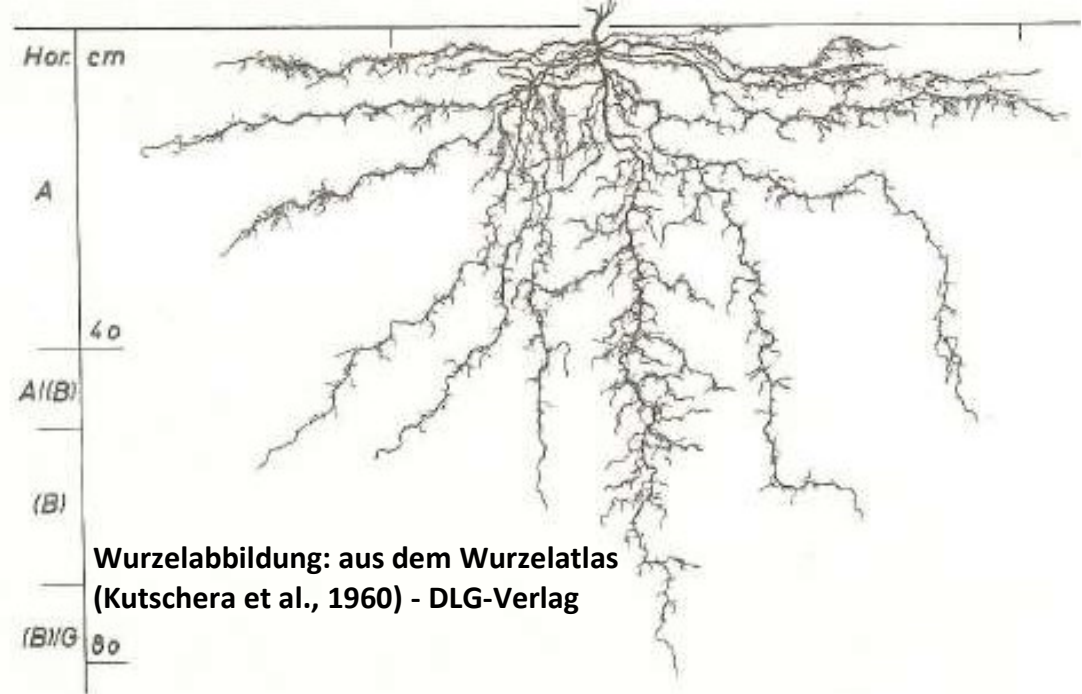 Hor. cm
A
40
A/(B)
(B)
Wurzelabbildung: aus dem Wurzelatlas
(Kutschera et al., 1960) - DLG-Verlag
(B)/G 80